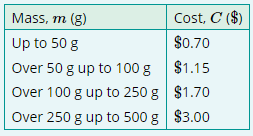 Mass, m (g) Cost, C ($)
Up to 50 g $0.70
Over 50 g up to 100 g $1.15
Over 100 g up to 250 g $1.70
Over 250 g up to 500 g $3.00